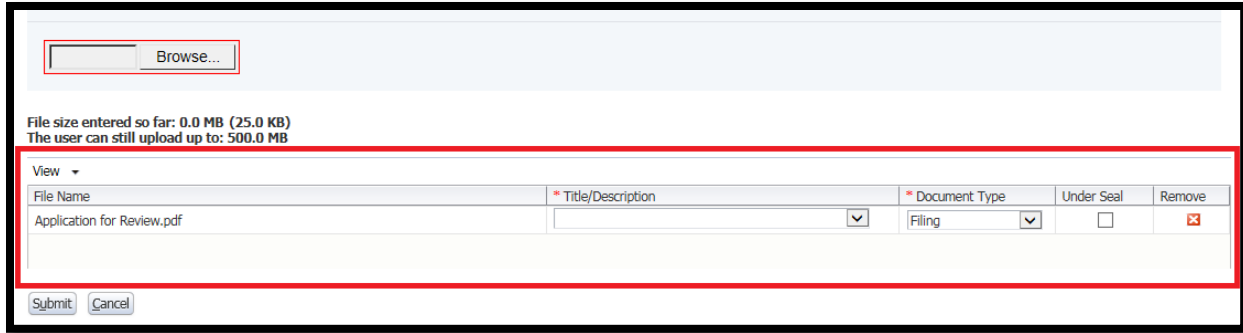 Browse...
File size entered so far: 0.0 MB (25.0 KB)
The user can still upload up to: 500.0 MB
View
File Name * Title/Description * Document Type Under Seal Remove
Application for Review.pdf Filing
Submit Cancel